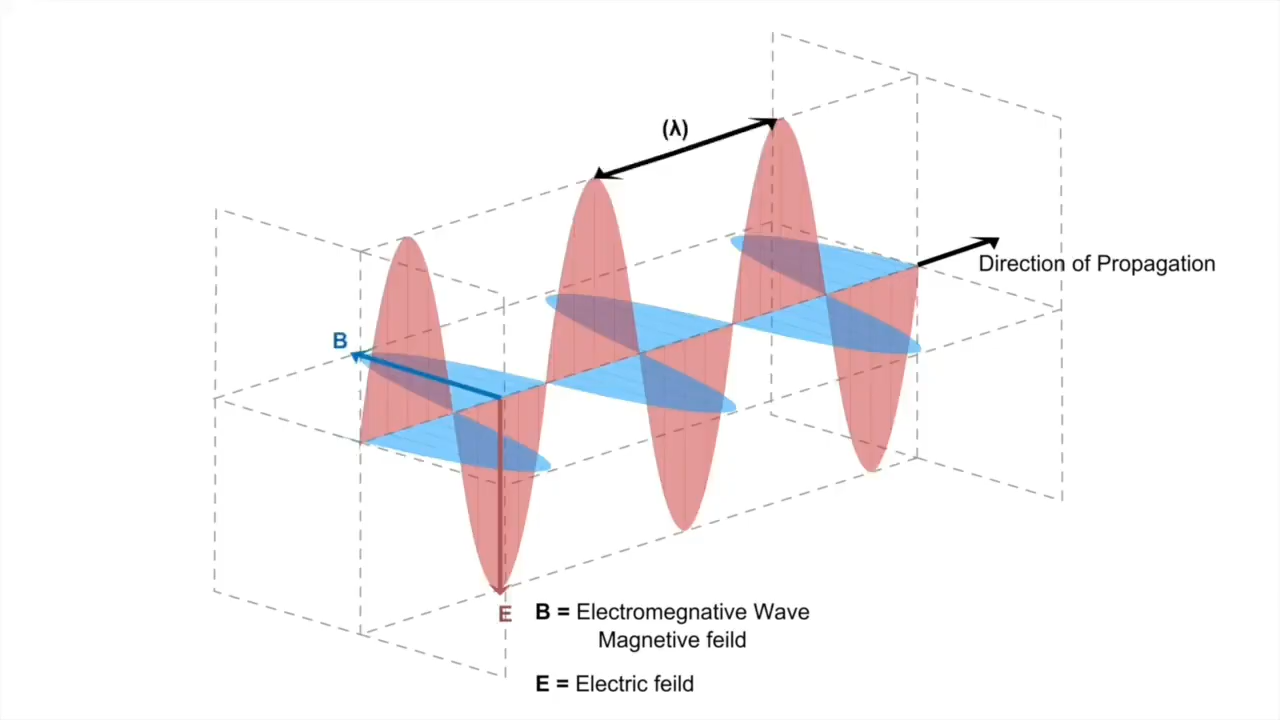 (λ)
Direction of Propagation
B
E
B = Electromegnative Wave
Magnetive feild
E = Electric feild